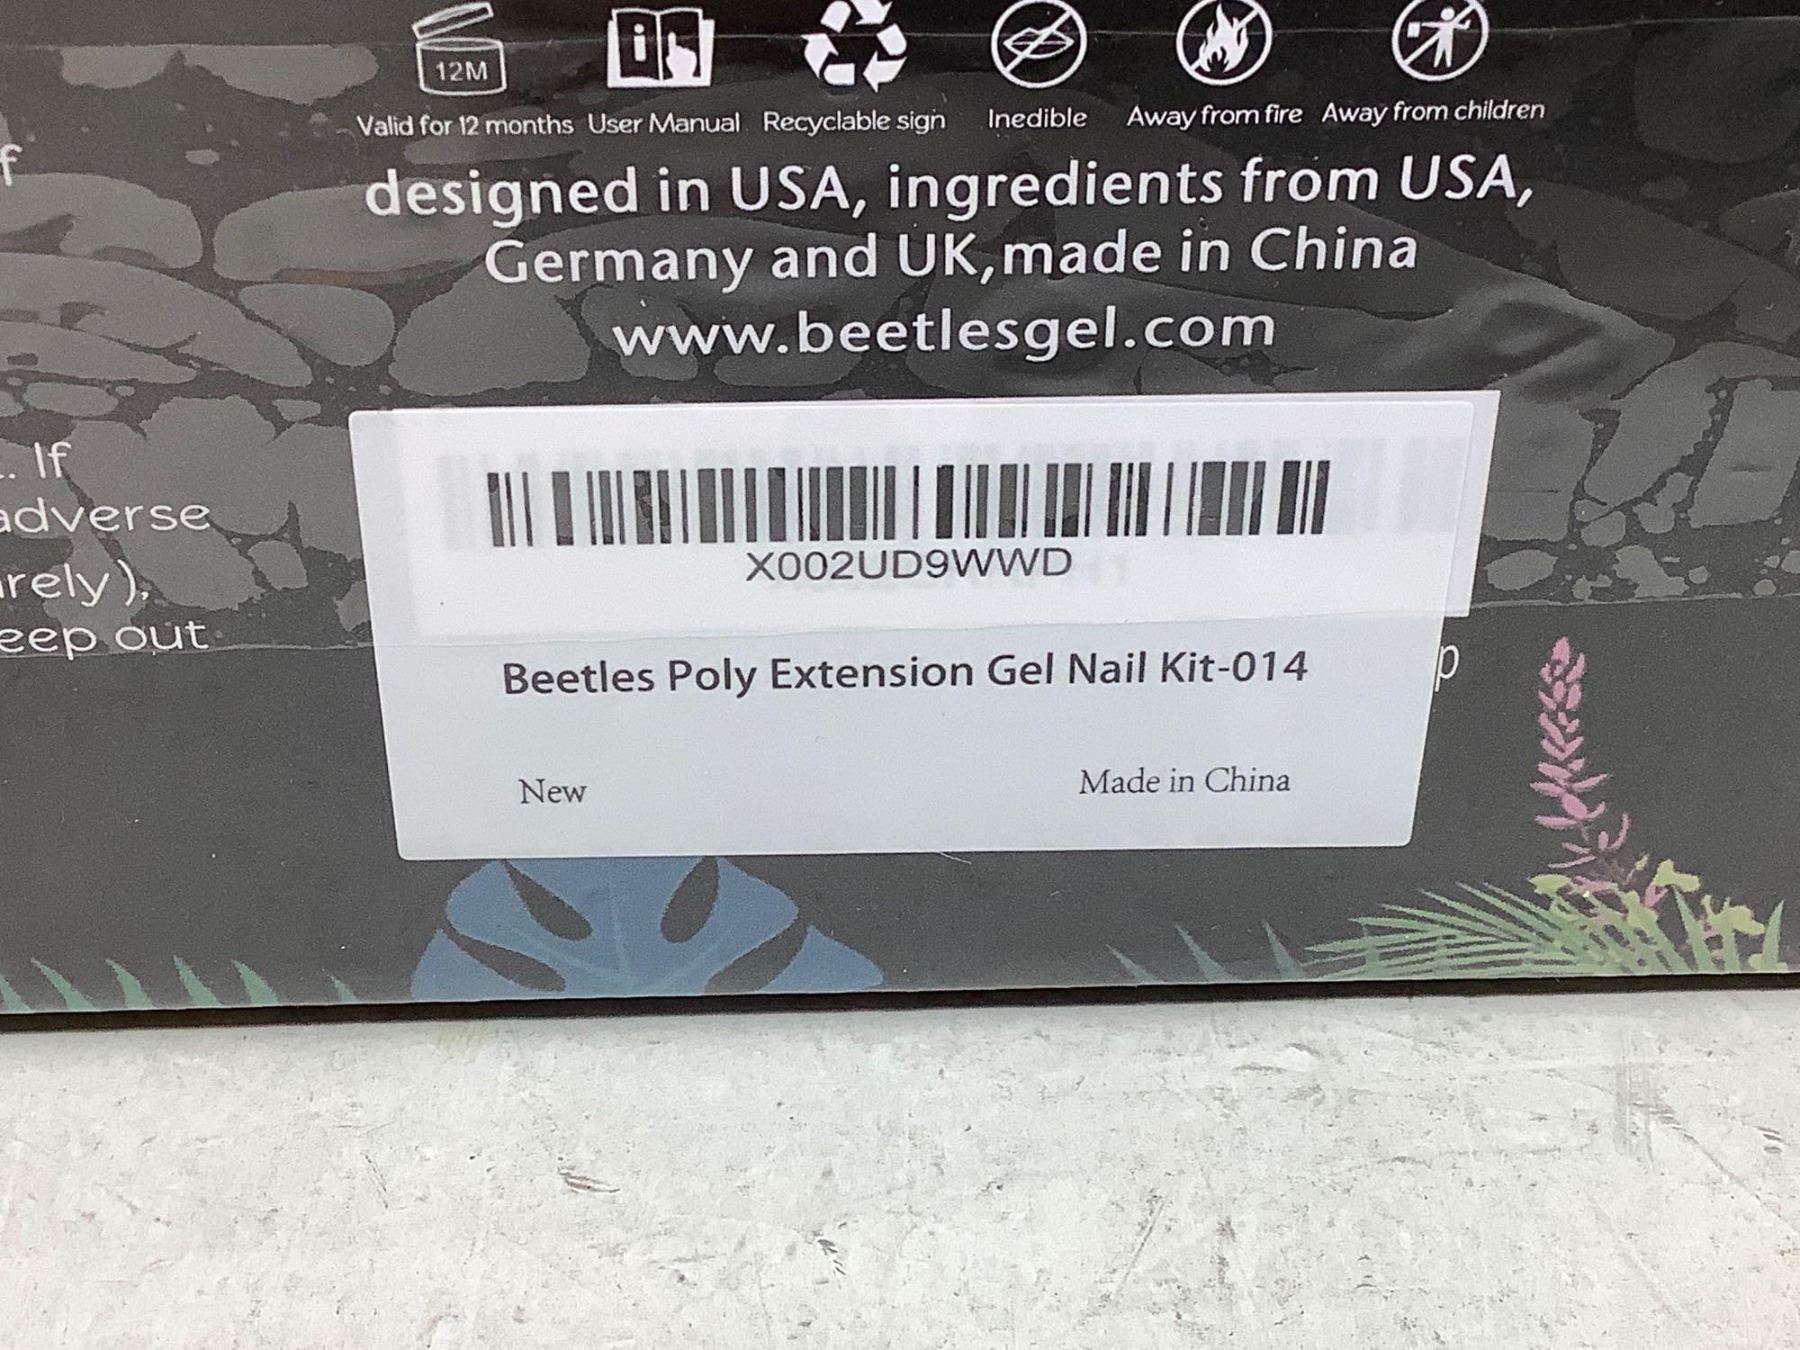 12M
Valid for 12 months User Manual Recyclable sign Inedible Away from fire Away from children
f
designed in USA, ingredients from USA,
Germany and UK,made in China
www.beetlesgel.com
. If
adverse
rely),
eep out
X002UD9WWD
Beetles Poly Extension Gel Nail Kit-014
p
New Made in China